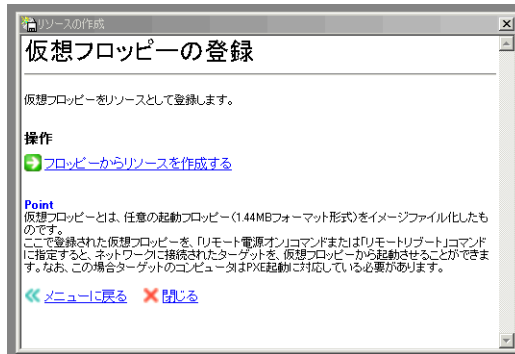 リソースの作成
仮想フロッピーの登録
仮想フロッピーをリソースとして登録します。
操作
フロッピーからリソースを作成する
Point
仮想フロッピーとは、任意の起動フロッピー(1.44MBフォーマット形式)をイメージファイル化したも
のです。
ここで登録された仮想フロッピーを、「リモート電源オン」コマンドまたは「リモートリブート」コマンド
に指定すると、ネットワークに接続されたターゲットを、仮想フロッピーから起動させることができま
す。なお、この場合ターゲットのコンピュータはPXE起動に対応している必要があります。
メニューに戻る 閉じる